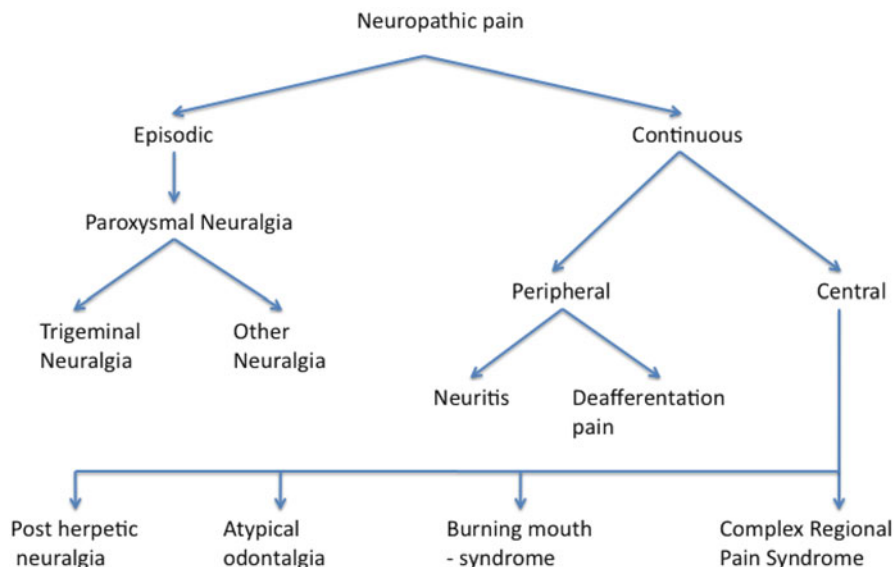 Neuropathic pain
Episodic
Continuous
Paroxysmal Neuralgia
Peripheral
Central
Trigeminal
Neuralgia
Other
Neuralgia
Neuritis
Deafferentation
pain
Post herpetic
neuralgia
Atypical
odontalgia
Burning mouth
- syndrome
Complex Regional
Pain Syndrome